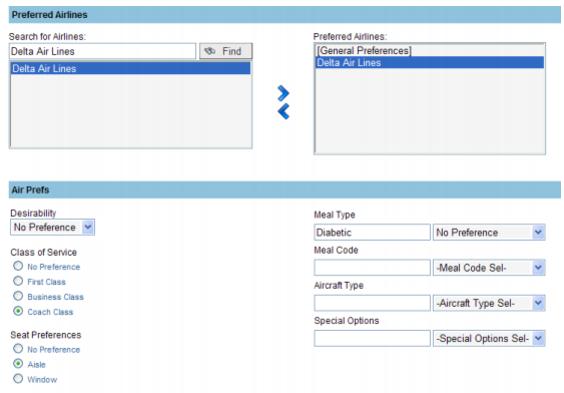 Preferred Airlines
Search for Airlines:
Delta Air Lines
Find
Delta Air Lines
Preferred Airlines:
[General Preferences]
Delta Air Lines
Air Prefs
Desirability
No Preference
Class of Service
No Preference
First Class
Business Class
Coach Class
Seat Preferences
No Preference
Aisle
Window
Meal Type
Diabetic No Preference
Meal Code
-Meal Code Sel-
Aircraft Type
-Aircraft Type Sel-
Special Options
-Special Options Sel-